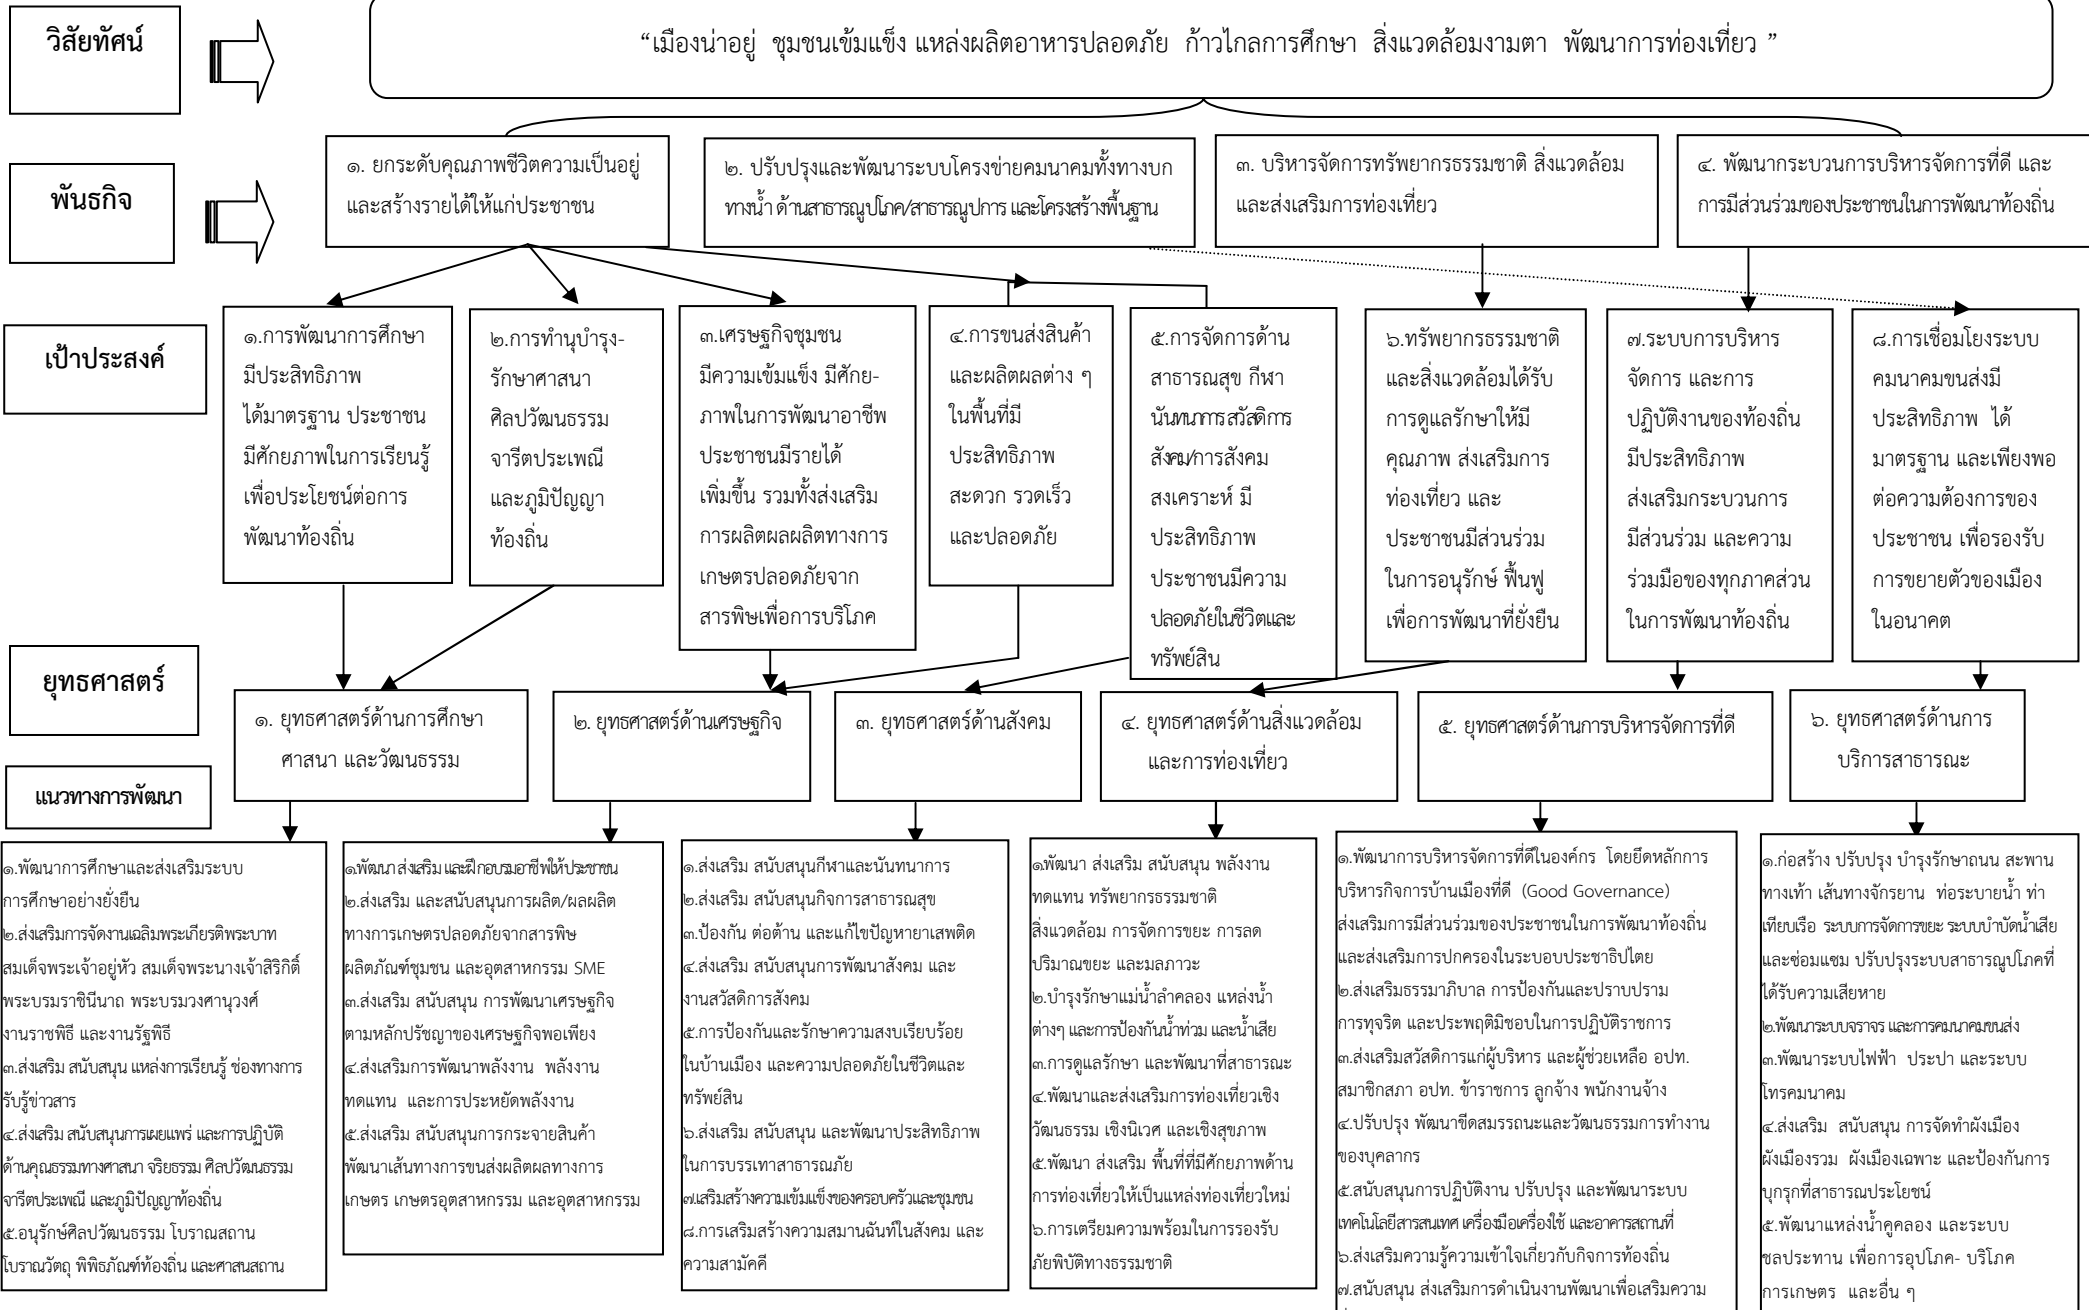 วิสัยทัศน์
“เมืองน่าอยู่ ชุมชนเข้มแข็ง แหล่งผลิตอาหารปลอดภัย ก้าวไกลการศึกษา สิ่งแวดล้อมงามตา พัฒนาการท่องเที่ยว ”
พันธกิจ
๑. ยกระดับคุณภาพชีวิตความเป็นอยู่
และสร้างรายได้ให้แก่ประชาชน
๒. ปรับปรุงและพัฒนาระบบโครงข่ายคมนาคมทั้งทางบก
ทางน้ำ ด้านสาธารณูปโภค/สาธารณูปการ และโครงสร้างพื้นฐาน
๓. บริหารจัดการทรัพยากรธรรมชาติ สิ่งแวดล้อม
และส่งเสริมการท่องเที่ยว
๔. พัฒนากระบวนการบริหารจัดการที่ดี และ
การมีส่วนร่วมของประชาชนในการพัฒนาท้องถิ่น
เป้าประสงค์
๑.การพัฒนาการศึกษา
มีประสิทธิภาพ
ได้มาตรฐาน ประชาชน
มีศักยภาพในการเรียนรู้
เพื่อประโยชน์ต่อการ
พัฒนาท้องถิ่น
๒.การทำนุบำรุง-
รักษาศาสนา
ศิลปวัฒนธรรม
จารีตประเพณี
และภูมิปัญญา
ท้องถิ่น
๓.เศรษฐกิจชุมชน
มีความเข้มแข็ง มีศักย-
ภาพในการพัฒนาอาชีพ
ประชาชนมีรายได้
เพิ่มขึ้น รวมทั้งส่งเสริม
การผลิตผลผลิตทางการ
เกษตรปลอดภัยจาก
สารพิษเพื่อการบริโภค
๔.การขนส่งสินค้า
และผลิตผลต่าง ๆ
ในพื้นที่มี
ประสิทธิภาพ
สะดวก รวดเร็ว
และปลอดภัย
๕.การจัดการด้าน
สาธารณสุข กีฬา
นันทนาการ สวัสดิการ
สังคม/การสังคม
สงเคราะห์ มี
ประสิทธิภาพ
ประชาชนมีความ
ปลอดภัยในชีวิตและ
ทรัพย์สิน
๖.ทรัพยากรธรรมชาติ
และสิ่งแวดล้อมได้รับ
การดูแลรักษาให้มี
คุณภาพ ส่งเสริมการ
ท่องเที่ยว และ
ประชาชนมีส่วนร่วม
ในการอนุรักษ์ ฟื้นฟู
เพื่อการพัฒนาที่ยั่งยืน
๗.ระบบการบริหาร
จัดการ และการ
ปฏิบัติงานของท้องถิ่น
มีประสิทธิภาพ
ส่งเสริมกระบวนการ
มีส่วนร่วม และความ
ร่วมมือของทุกภาคส่วน
ในการพัฒนาท้องถิ่น
๘.การเชื่อมโยงระบบ
คมนาคมขนส่งมี
ประสิทธิภาพ ได้
มาตรฐาน และเพียงพอ
ต่อความต้องการของ
ประชาชน เพื่อรองรับ
การขยายตัวของเมือง
ในอนาคต
ยุทธศาสตร์
๑. ยุทธศาสตร์ด้านการศึกษา
ศาสนา และวัฒนธรรม
๒. ยุทธศาสตร์ด้านเศรษฐกิจ
๓. ยุทธศาสตร์ด้านสังคม
๔. ยุทธศาสตร์ด้านสิ่งแวดล้อม
และการท่องเที่ยว
๕. ยุทธศาสตร์ด้านการบริหารจัดการที่ดี
๖. ยุทธศาสตร์ด้านการ
บริการสาธารณะ
แนวทางการพัฒนา
๑.พัฒนาการศึกษาและส่งเสริมระบบ
การศึกษาอย่างยั่งยืน
๒.ส่งเสริมการจัดงานเฉลิมพระเกียรติพระบาท
สมเด็จพระเจ้าอยู่หัว สมเด็จพระนางเจ้าสิริกิติ์
พระบรมราชินีนาถ พระบรมวงศานุวงศ์
งานราชพิธี และงานรัฐพิธี
๓.ส่งเสริม สนับสนุน แหล่งการเรียนรู้ ช่องทางการ
รับรู้ข่าวสาร
๔.ส่งเสริม สนับสนุนการเผยแพร่ และการปฏิบัติ
ด้านคุณธรรมทางศาสนา จริยธรรม ศิลปวัฒนธรรม
จารีตประเพณี และภูมิปัญญาท้องถิ่น
๕.อนุรักษ์ศิลปวัฒนธรรม โบราณสถาน
โบราณวัตถุ พิพิธภัณฑ์ท้องถิ่น และศาสนสถาน
๑.พัฒนา ส่งเสริม และฝึกอบรมอาชีพให้ประชาชน
๒.ส่งเสริม และสนับสนุนการผลิต/ผลผลิต
ทางการเกษตรปลอดภัยจากสารพิษ
ผลิตภัณฑ์ชุมชน และอุตสาหกรรม SME
๓.ส่งเสริม สนับสนุน การพัฒนาเศรษฐกิจ
ตามหลักปรัชญาของเศรษฐกิจพอเพียง
๔.ส่งเสริมการพัฒนาพลังงาน พลังงาน
ทดแทน และการประหยัดพลังงาน
๕.ส่งเสริม สนับสนุนการกระจายสินค้า
พัฒนาเส้นทางการขนส่งผลิตผลทางการ
เกษตร เกษตรอุตสาหกรรม และอุตสาหกรรม
๑.ส่งเสริม สนับสนุนกีฬาและนันทนาการ
๒.ส่งเสริม สนับสนุนกิจการสาธารณสุข
๓.ป้องกัน ต่อต้าน และแก้ไขปัญหายาเสพติด
๔.ส่งเสริม สนับสนุนการพัฒนาสังคม และ
งานสวัสดิการสังคม
๕.การป้องกันและรักษาความสงบเรียบร้อย
ในบ้านเมือง และความปลอดภัยในชีวิตและ
ทรัพย์สิน
๖.ส่งเสริม สนับสนุน และพัฒนาประสิทธิภาพ
ในการบรรเทาสาธารณภัย
๗.เสริมสร้างความเข้มแข็งของครอบครัวและชุมชน
๘.การเสริมสร้างความสมานฉันท์ในสังคม และ
ความสามัคคี
๑.พัฒนา ส่งเสริม สนับสนุน พลังงาน
ทดแทน ทรัพยากรธรรมชาติ
สิ่งแวดล้อม การจัดการขยะ การลด
ปริมาณขยะ และมลภาวะ
๒.บำรุงรักษาแม่น้ำลำคลอง แหล่งน้ำ
ต่างๆ และการป้องกันน้ำท่วม และน้ำเสีย
๓.การดูแลรักษา และพัฒนาที่สาธารณะ
๔.พัฒนาและส่งเสริมการท่องเที่ยวเชิง
วัฒนธรรม เชิงนิเวศ และเชิงสุขภาพ
๕.พัฒนา ส่งเสริม พื้นที่ที่มีศักยภาพด้าน
การท่องเที่ยวให้เป็นแหล่งท่องเที่ยวใหม่
๖.การเตรียมความพร้อมในการรองรับ
ภัยพิบัติทางธรรมชาติ
๑.พัฒนาการบริหารจัดการที่ดีในองค์กร โดยยึดหลักการ
บริหารกิจการบ้านเมืองที่ดี (Good Governance)
ส่งเสริมการมีส่วนร่วมของประชาชนในการพัฒนาท้องถิ่น
และส่งเสริมการปกครองในระบอบประชาธิปไตย
๒.ส่งเสริมธรรมาภิบาล การป้องกันและปราบปราม
การทุจริต และประพฤติมิชอบในการปฏิบัติราชการ
๓.ส่งเสริมสวัสดิการแก่ผู้บริหาร และผู้ช่วยเหลือ อปท.
สมาชิกสภา อปท. ข้าราชการ ลูกจ้าง พนักงานจ้าง
๔.ปรับปรุง พัฒนาขีดสมรรถนะและวัฒนธรรมการทำงาน
ของบุคลากร
๕.สนับสนุนการปฏิบัติงาน ปรับปรุง และพัฒนาระบบ
เทคโนโลยีสารสนเทศ เครื่องมือเครื่องใช้ และอาคารสถานที่
๖.ส่งเสริมความรู้ความเข้าใจเกี่ยวกับกิจการท้องถิ่น
๗.สนับสนุน ส่งเสริมการดำเนินงานพัฒนาเพื่อเสริมความ
๑.ก่อสร้าง ปรับปรุง บำรุงรักษาถนน สะพาน
ทางเท้า เส้นทางจักรยาน ท่อระบายน้ำ ท่า
เทียบเรือ ระบบการจัดการขยะ ระบบบำบัดน้ำเสีย
และซ่อมแซม ปรับปรุงระบบสาธารณูปโภคที่
ได้รับความเสียหาย
๒.พัฒนาระบบจราจร และการคมนาคมขนส่ง
๓.พัฒนาระบบไฟฟ้า ประปา และระบบ
โทรคมนาคม
๔.ส่งเสริม สนับสนุน การจัดทำผังเมือง
ผังเมืองรวม ผังเมืองเฉพาะ และป้องกันการ
บุกรุกที่สาธารณประโยชน์
๕.พัฒนาแหล่งน้ำคูคลอง และระบบ
ชลประทาน เพื่อการอุปโภค- บริโภค
การเกษตร และอื่น ๆ